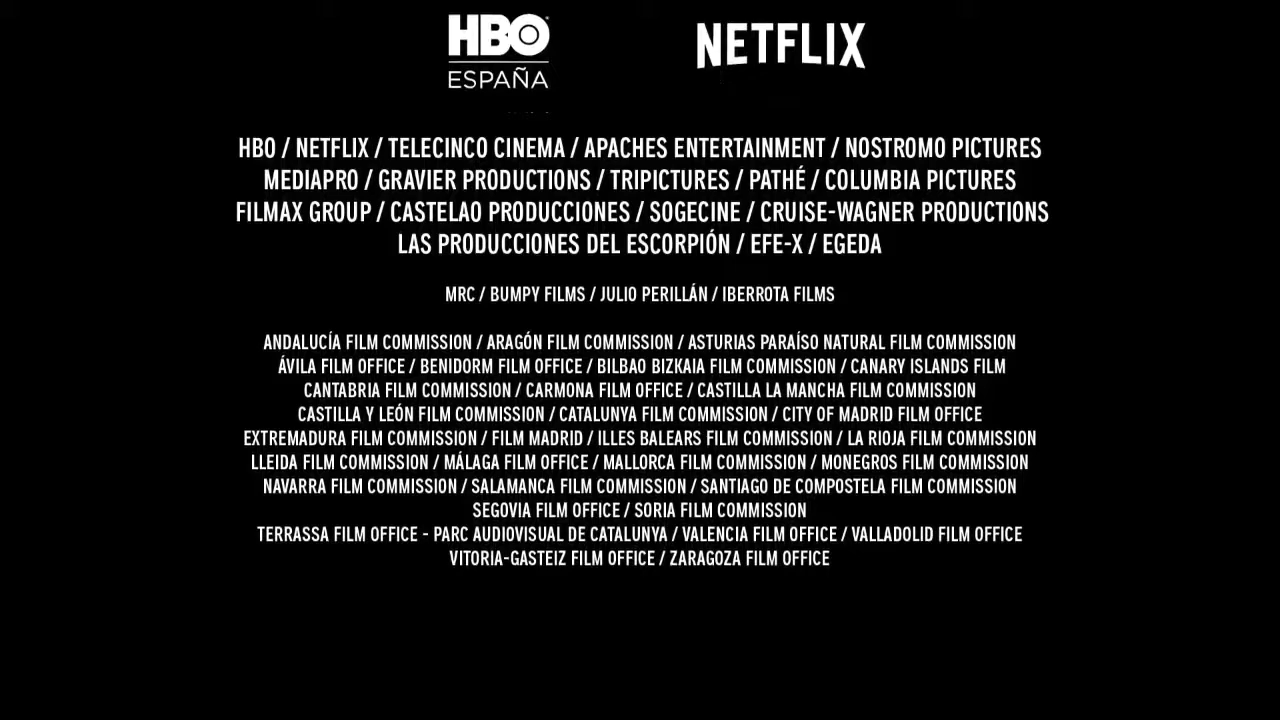 HBO NETFLIX
ESPAÑA
HBO / NETFLIX / TELECINCO CINEMA / APACHES ENTERTAINMENT / NOSTROMO PICTURES
MEDIAPRO / GRAVIER PRODUCTIONS / TRIPICTURES / PATHÉ / COLUMBIA PICTURES
FILMAX GROUP / CASTELAO PRODUCCIONES / SOGECINE / CRUISE-WAGNER PRODUCTIONS
LAS PRODUCCIONES DEL ESCORPIÓN / EFE-X / EGEDA
MRC / BUMPY FILMS / JULIO PERILLÁN / IBERROTA FILMS
ANDALUCÍA FILM COMMISSION / ARAGÓN FILM COMMISSION / ASTURIAS PARAÍSO NATURAL FILM COMMISSION
ÁVILA FILM OFFICE / BENIDORM FILM OFFICE / BILBAO BIZKAIA FILM COMMISSION / CANARY ISLANDS FILM
CANTABRIA FILM COMMISSION / CARMONA FILM OFFICE / CASTILLA LA MANCHA FILM COMMISSION
CASTILLA Y LEÓN FILM COMMISSION / CATALUNYA FILM COMMISSION / CITY OF MADRID FILM OFFICE
EXTREMADURA FILM COMMISSION / FILM MADRID / ILLES BALEARS FILM COMMISSION / LA RIOJA FILM COMMISSION
LLEIDA FILM COMMISSION / MÁLAGA FILM OFFICE / MALLORCA FILM COMMISSION / MONEGROS FILM COMMISSION
NAVARRA FILM COMMISSION / SALAMANCA FILM COMMISSION / SANTIAGO DE COMPOSTELA FILM COMMISSION
SEGOVIA FILM OFFICE / SORIA FILM COMMISSION
TERRASSA FILM OFFICE - PARC AUDIOVISUAL DE CATALUNYA / VALENCIA FILM OFFICE / VALLADOLID FILM OFFICE
VITORIA-GASTEIZ FILM OFFICE / ZARAGOZA FILM OFFICE